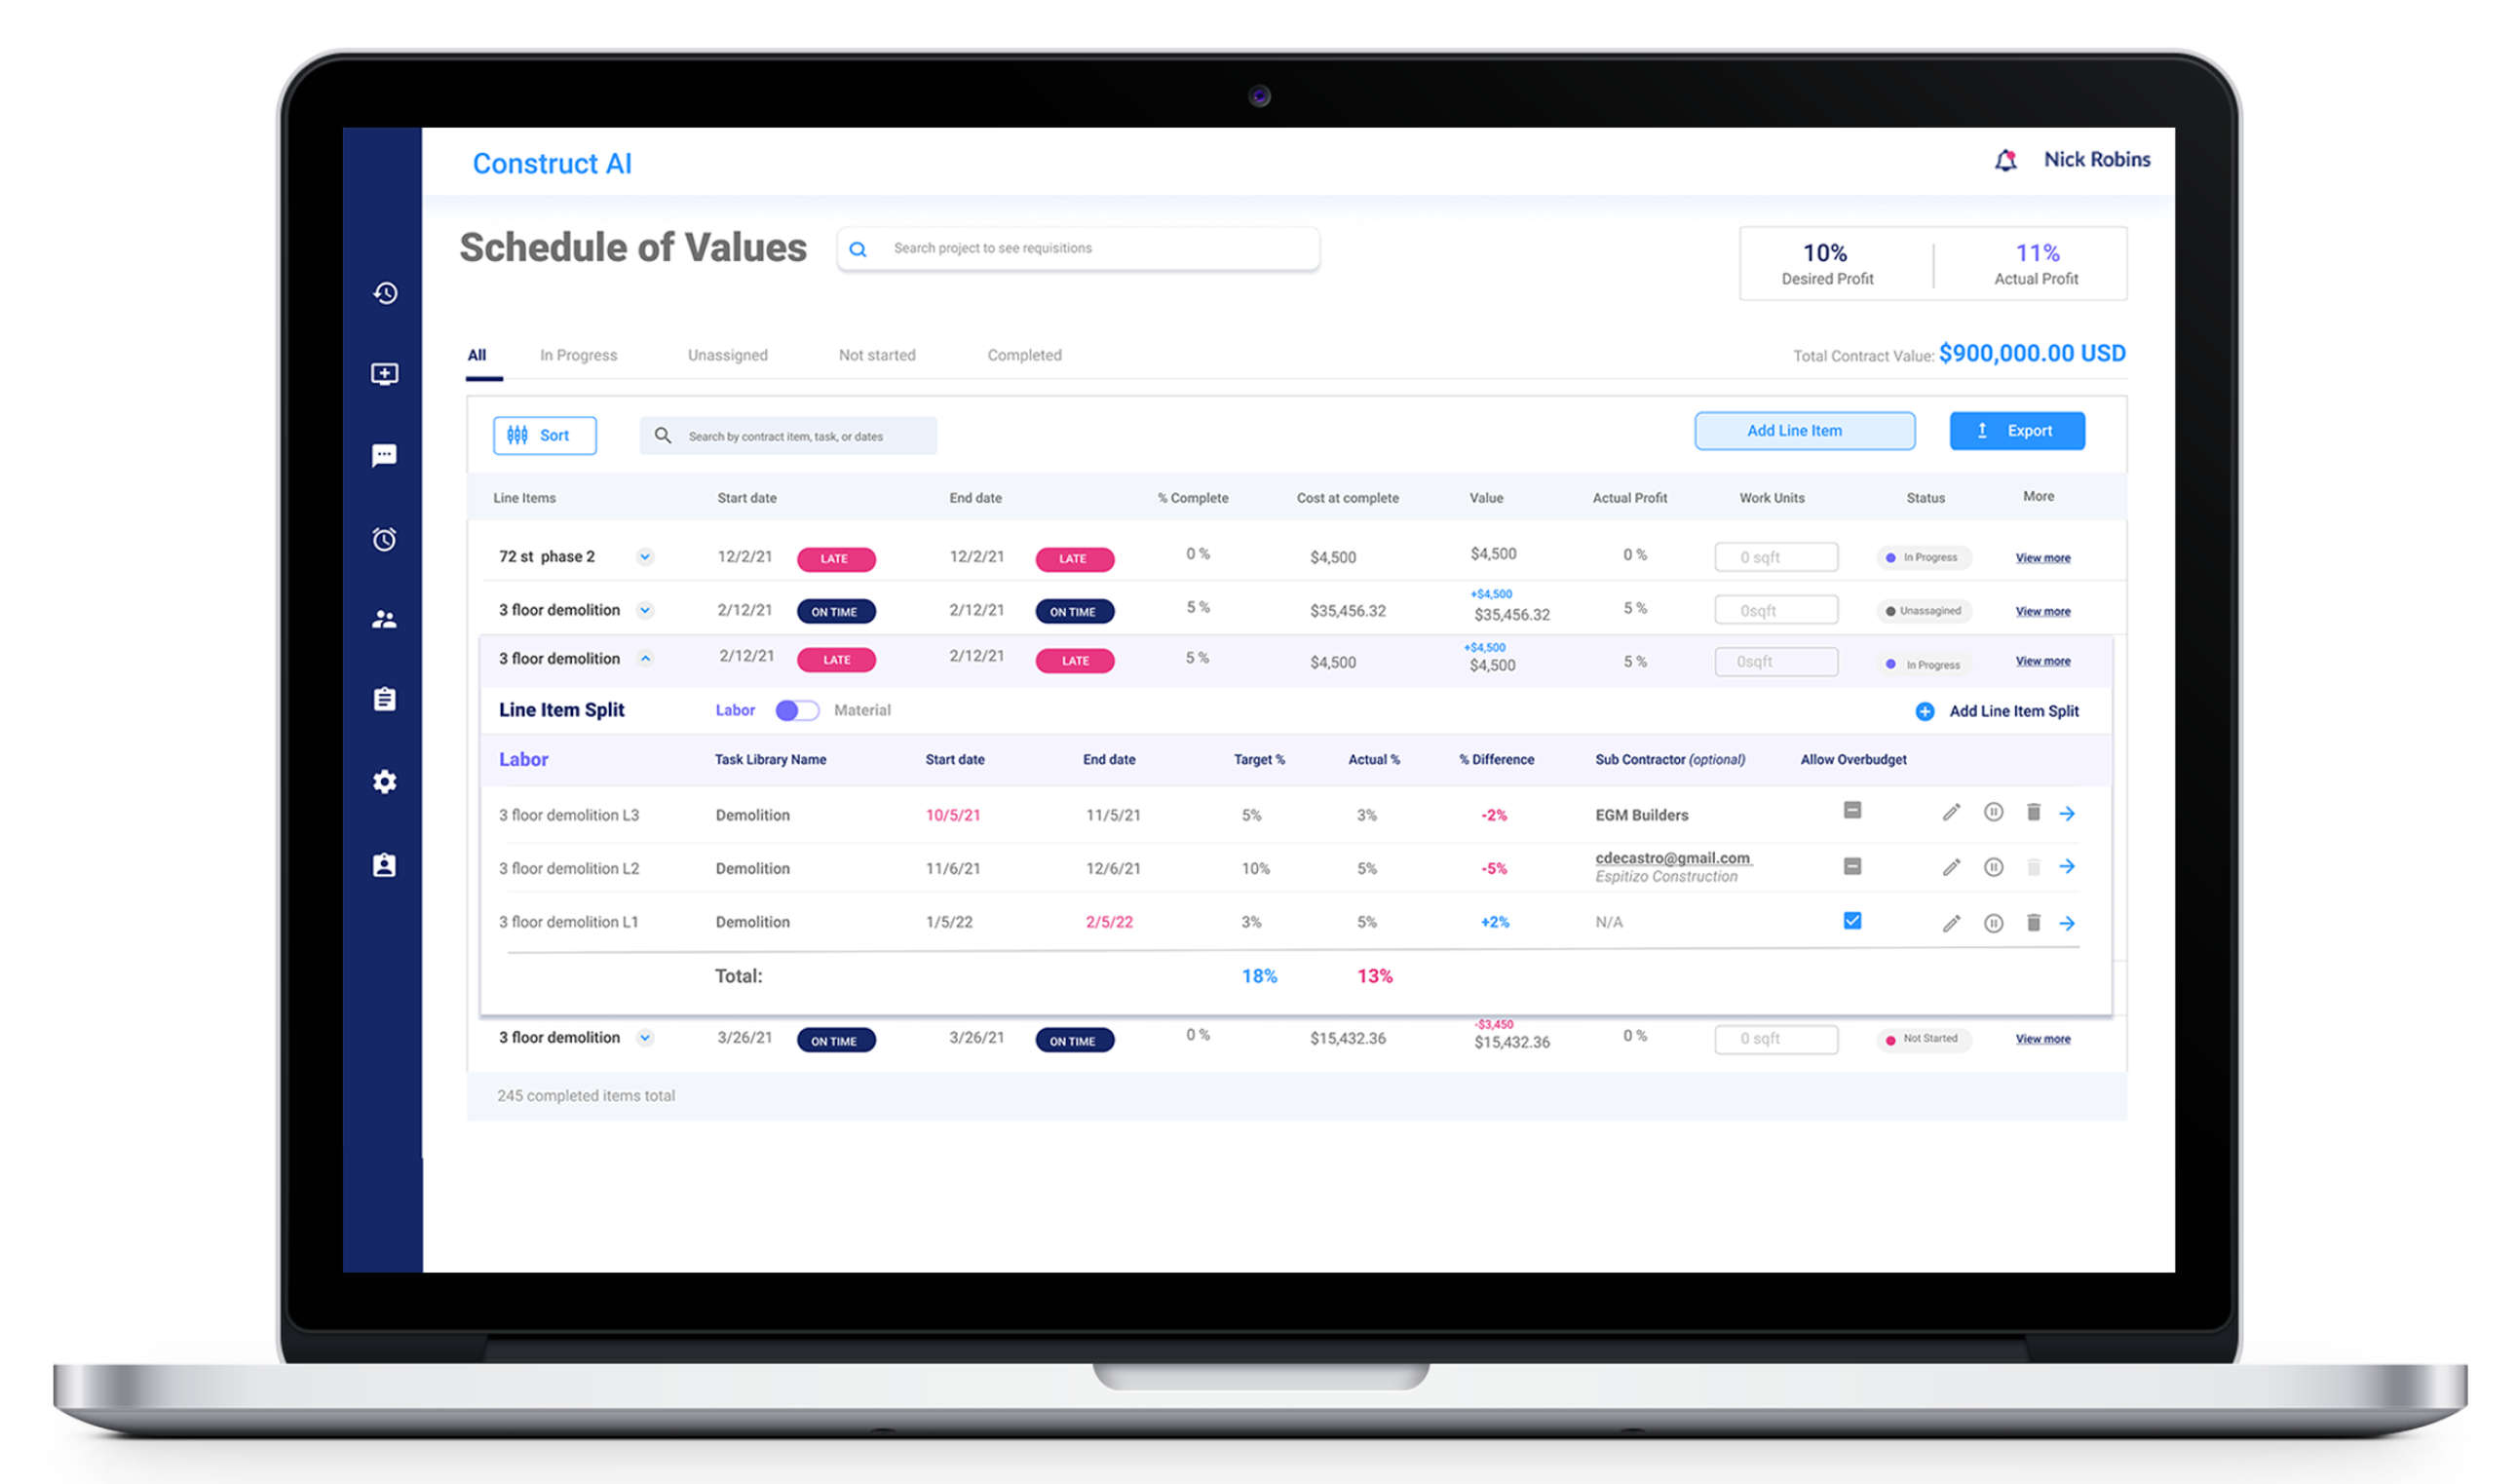 Construct AI
Nick Robins
Schedule of Values
Search project to see requisitions
10%
Desired Profit
11%
Actual Profit
All In Progress Unassigned Not started Completed
Total Contract Value: $900,000.00 USD
Sort
Search by contract item, task, or dates
Add Line Item
Export
Line Items Start date End date % Complete Cost at complete Value Actual Profit Work Units Status More
72 st phase 2 12/2/21 LATE 12/2/21 LATE 0 % $4,500 $4,500 0 % 0 sqft In Progress View more
+$4,500
3 floor demolition 2/12/21 ON TIME 2/12/21 ON TIME 5 % $35,456.32 $35,456.32 5 % 0sqft Unassagined View more
+$4,500
3 floor demolition 2/12/21 LATE 2/12/21 LATE 5 % $4,500 $4,500 5 % 0sqft In Progress View more
Line Item Split Labor Material Add Line Item Split
Labor Task Library Name Start date End date Target % Actual % % Difference Sub Contractor (optional) Allow Overbudget
3 floor demolition L3 Demolition 10/5/21 11/5/21 5% 3% -2% EGM Builders
3 floor demolition L2 Demolition 11/6/21 12/6/21 10% 5% -5% cdecastro@gmail.com
Espitizo Construction
3 floor demolition L1 Demolition 1/5/22 2/5/22 3% 5% +2% N/A
Total: 18% 13%
-$3,450
3 floor demolition 3/26/21 ON TIME 3/26/21 ON TIME 0 % $15,432.36 $15,432.36 0 % 0 sqft Not Started View more
245 completed items total